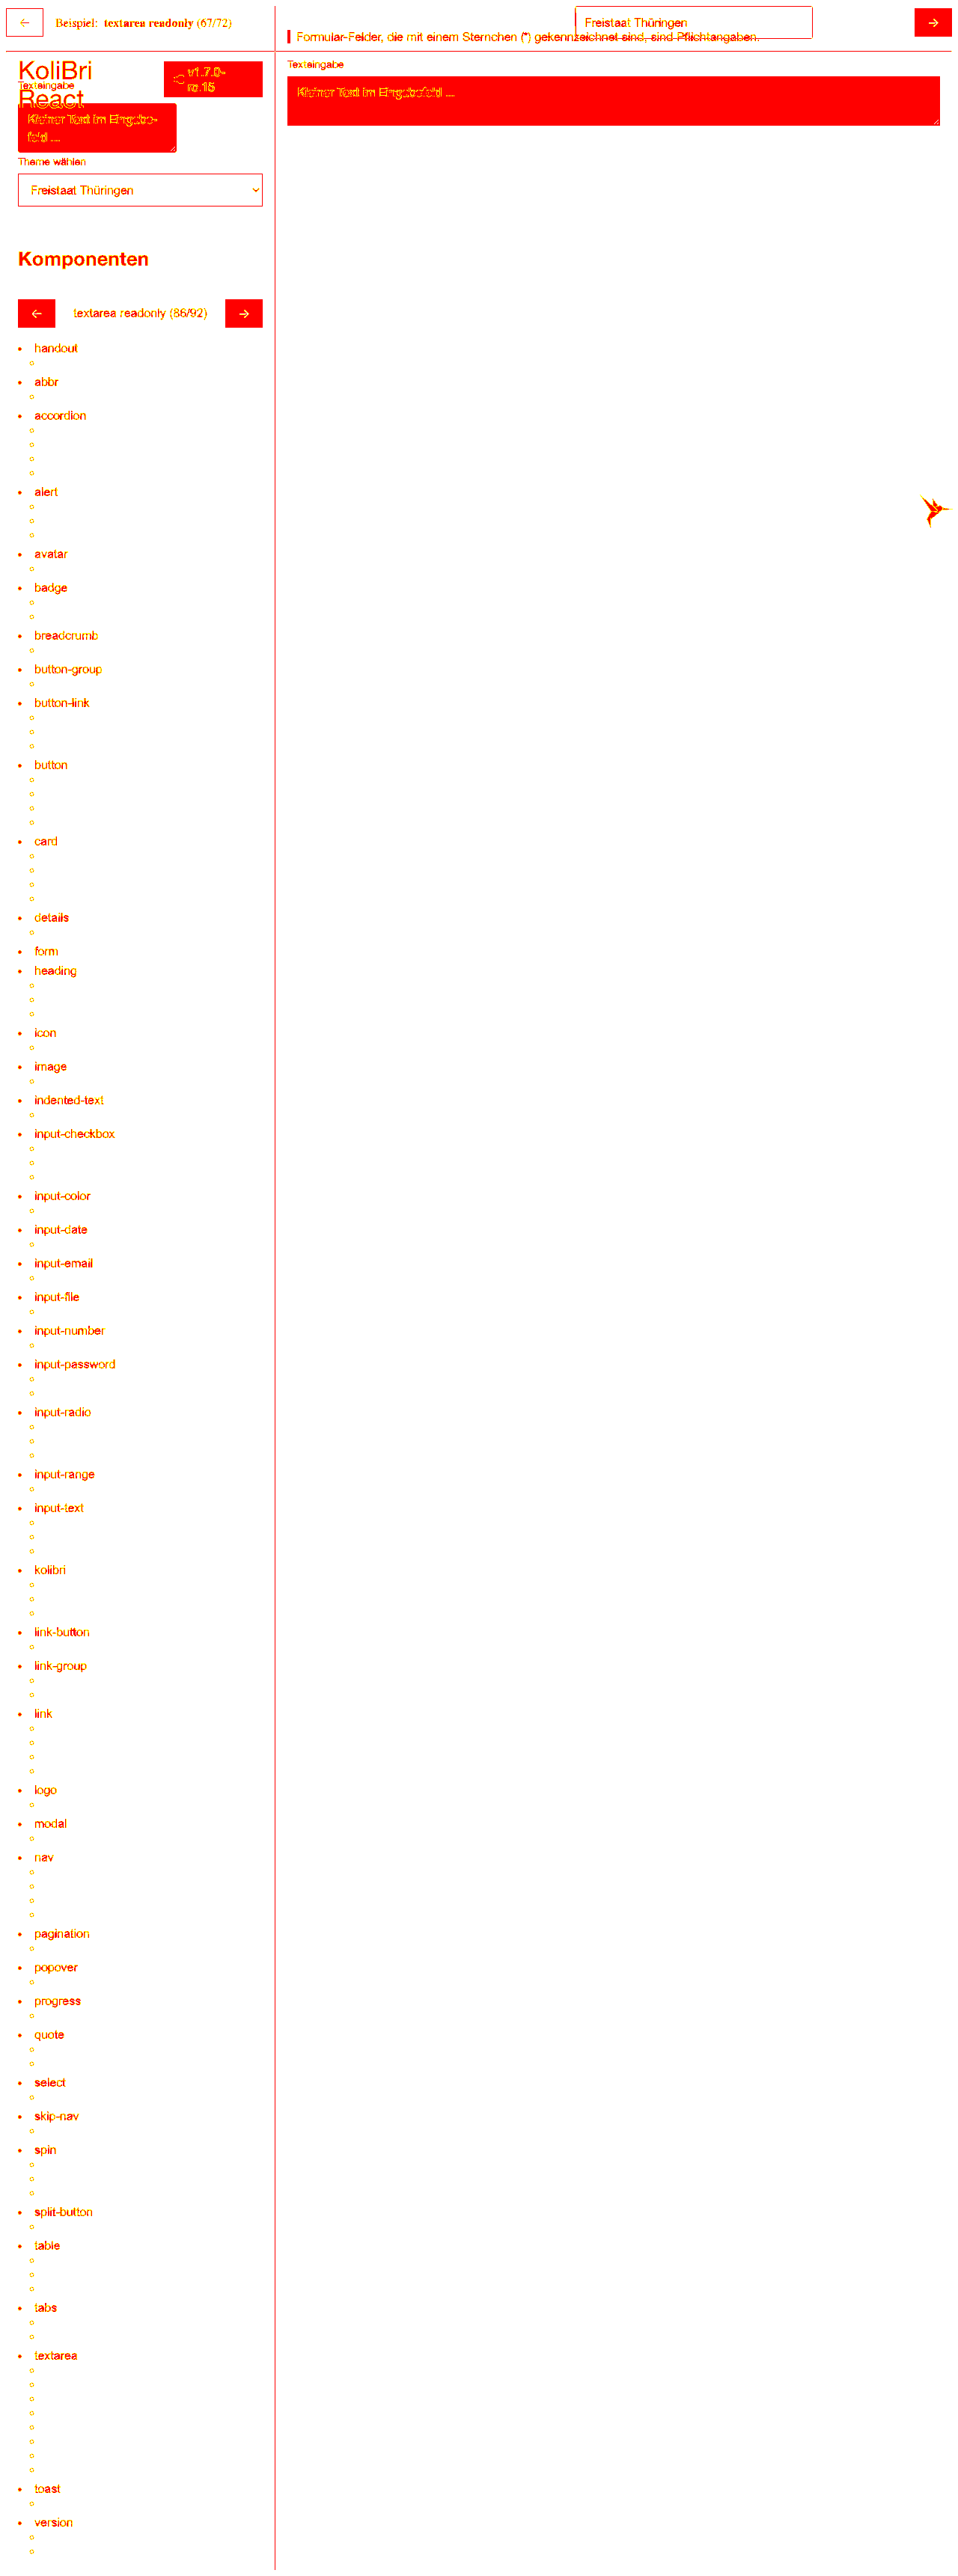 Beispiel: textarea readonly (67/72)
Freistaat Thüringen
Formular-Felder, die mit einem Sternchen (*) gekennzeichnet sind, sind Pflichtangaben.
KoliBri
React
v1.7.0-
rc.15
Texteingabe
Kleiner Text im Eingabe-
feld ...
Texteingabe
Kleiner Text im Eingabefeld ...
Theme wählen
Freistaat Thüringen
Komponenten
textarea readonly (86/92)
handout
abbr
accordion
alert
avatar
badge
breadcrumb
button-group
button-link
button
card
details
form
heading
icon
image
indented-text
input-checkbox
input-color
input-date
input-email
input-file
input-number
input-password
input-radio
input-range
input-text
kolibri
link-button
link-group
link
logo
modal
nav
pagination
popover
progress
quote
select
skip-nav
spin
split-button
table
tabs
textarea
toast
version